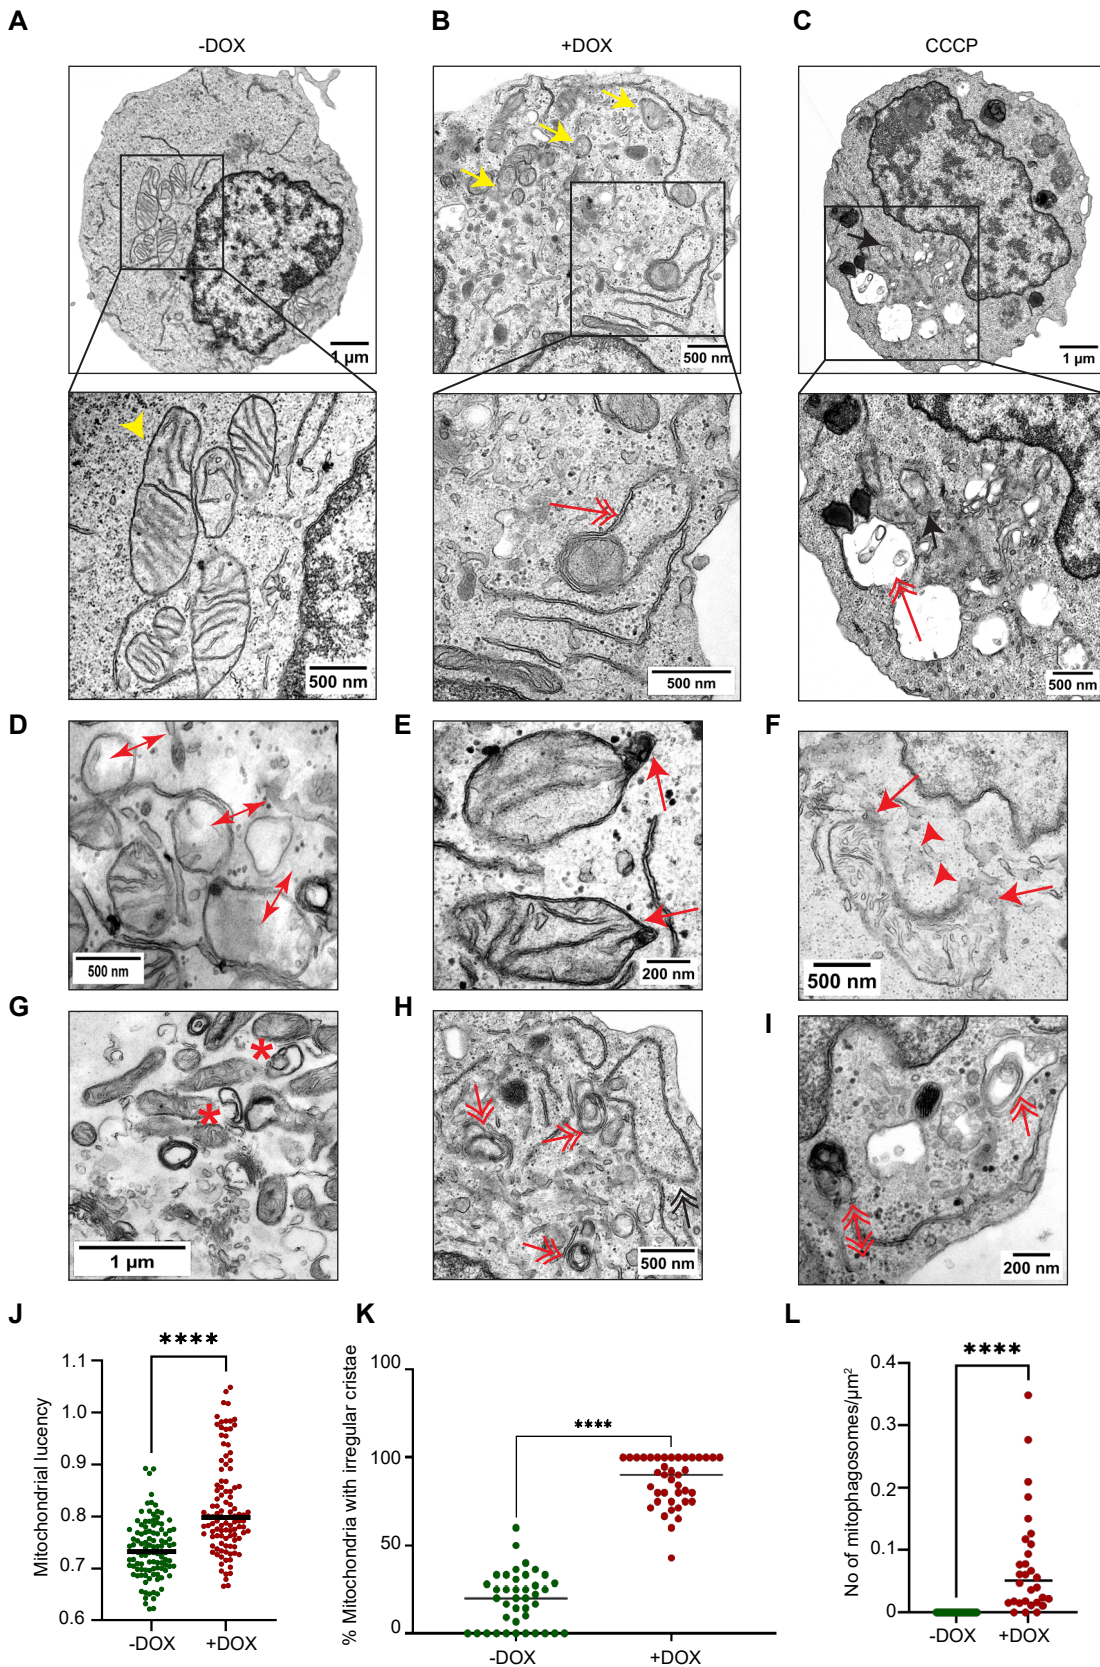 A
B
C
-DOX
+DOX
CCCP
1 µm
500 nm
1 µm
500 nm
500 nm
500 nm
D
E
F
500 nm
200 nm
500 nm
G
H
I
*
*
1 µm
500 nm
200 nm
J
K
L
****
Mitochondrial lucency
1.1
1.0
0.9
0.8
0.7
0.6
-DOX
+DOX
****
% Mitochondria with irregular cristae
100
100
50
0
-DOX
+DOX
****
No of mitophagosomes/µm²
0.4
0.3
0.2
0.1
0
-DOX
+DOX